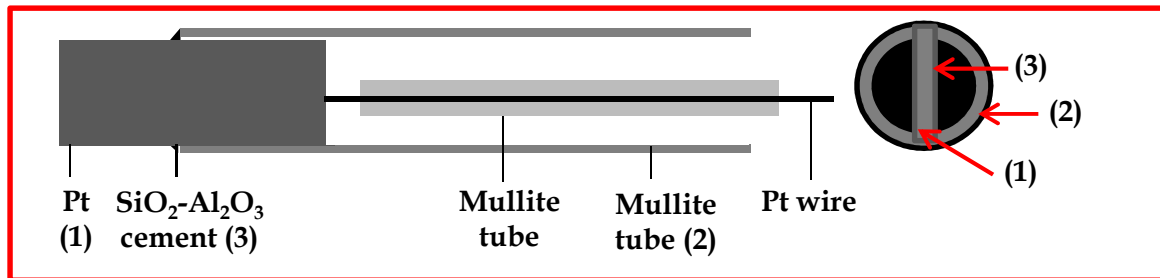 (3)
(2)
(1)
Pt
(1)
SiO₂-Al₂O₃
cement (3)
Mullite
tube
Mullite
tube (2)
Pt wire